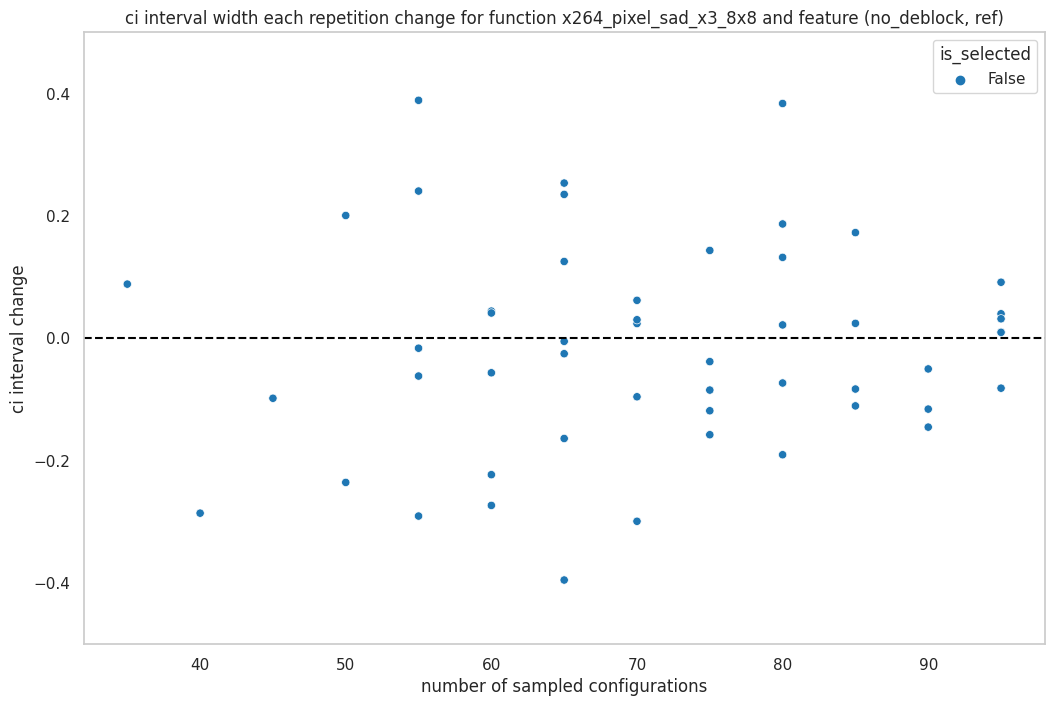 ci interval width each repetition change for function x264_pixel_sad_x3_8x8 and feature (no_deblock, ref)
is_selected
False
0.4
0.2
0.0
−0.2
−0.4
ci interval change
40 50 60 70 80 90
number of sampled configurations